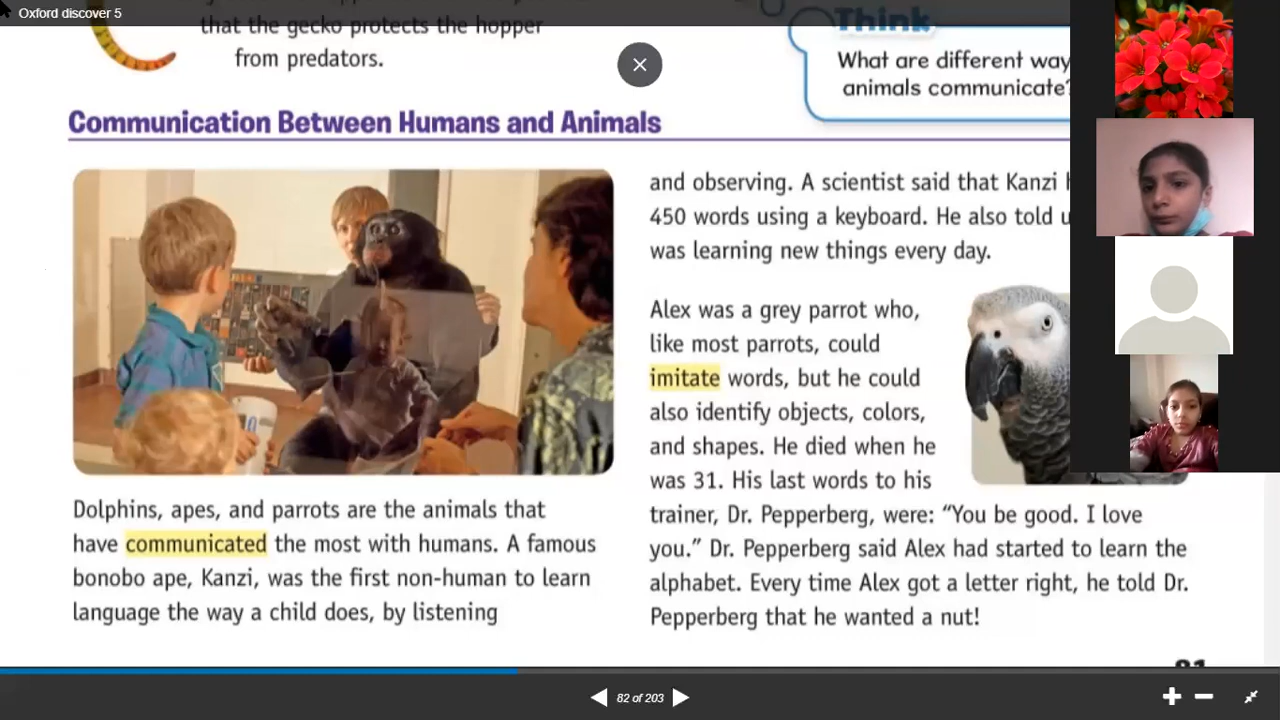 Oxford discover 5
that the gecko protects the hopper
from predators.
Think
What are different way
animals communicate?
Communication Between Humans and Animals
Dolphins, apes, and parrots are the animals that
have communicated the most with humans. A famous
bonobo ape, Kanzi, was the first non-human to learn
language the way a child does, by listening
and observing. A scientist said that Kanzi
450 words using a keyboard. He also told u
was learning new things every day.
Alex was a grey parrot who,
like most parrots, could
imitate words, but he could
also identify objects, colors,
and shapes. He died when he
was 31. His last words to his
trainer, Dr. Pepperberg, were: “You be good. I love
you.” Dr. Pepperberg said Alex had started to learn the
alphabet. Every time Alex got a letter right, he told Dr.
Pepperberg that he wanted a nut!
82 of 203